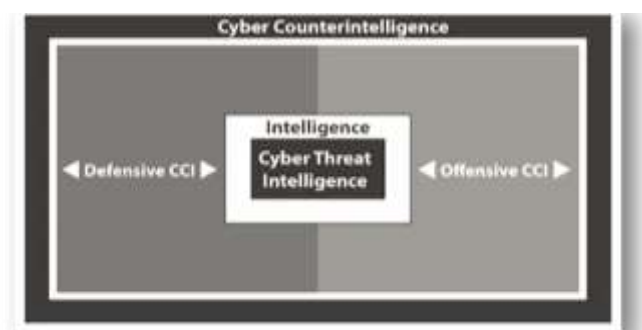 Cyber Counterintelligence
Intelligence
Cyber Threat
Intelligence
Defensive CCI
Offensive CCI